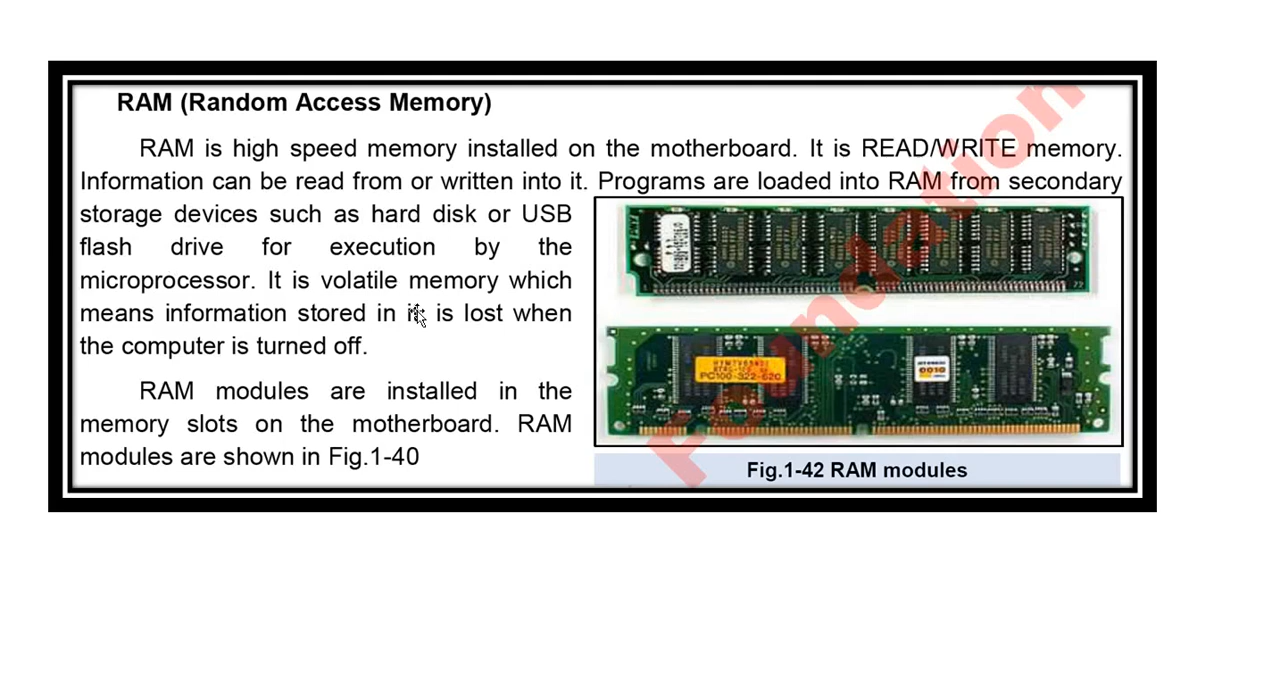 RAM (Random Access Memory)
RAM is high speed memory installed on the motherboard. It is READ/WRITE memory.
Information can be read from or written into it. Programs are loaded into RAM from secondary
storage devices such as hard disk or USB
flash drive for execution by the
microprocessor. It is volatile memory which
means information stored in it is lost when
the computer is turned off.
RAM modules are installed in the
memory slots on the motherboard. RAM
modules are shown in Fig.1-40
PC100-322-620
Fig.1-42 RAM modules
Foundation